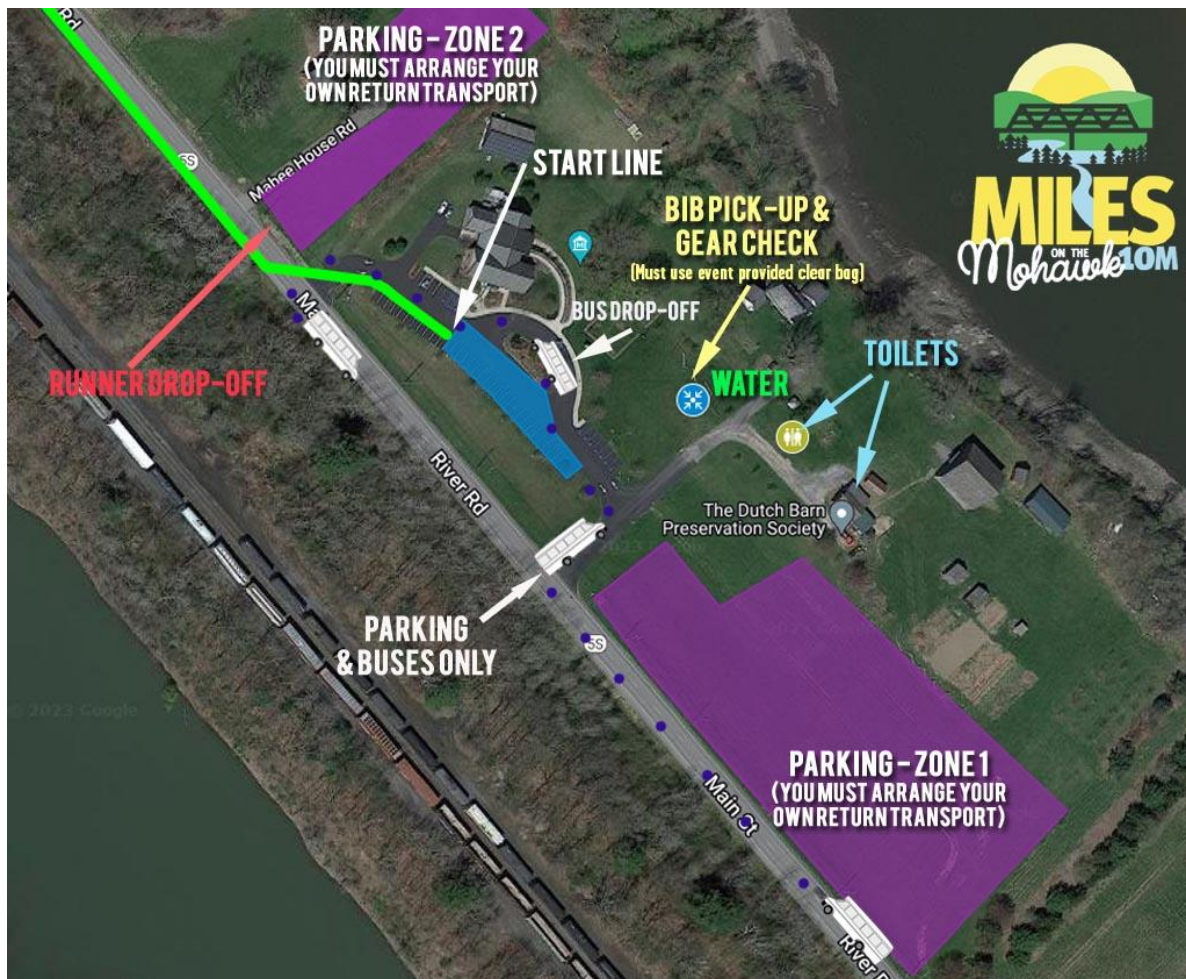 Rd
PARKING - ZONE 2
(YOU MUST ARRANGE YOUR
OWN RETURN TRANSPORT)
Mabee House Rd
5S
START LINE
BIB PICK-UP &
GEAR CHECK
(Must use event provided clear bag)
MILES
ON THE
Mohawk 10M
BUS DROP-OFF
Ma
RUNNER DROP-OFF
WATER
TOILETS
River Rd
The Dutch Barn
Preservation Society
PARKING
& BUSES ONLY
5S
2023 Google
PARKING - ZONE 1
(YOU MUST ARRANGE YOUR
OWN RETURN TRANSPORT)
Main St
River